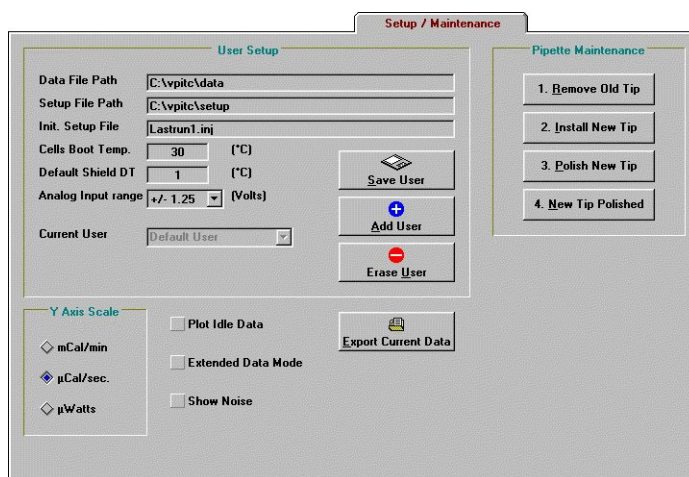 Setup / Maintenance
User Setup
Data File Path C:\vpitc\data
Setup File Path C:\vpitc\setup
Init. Setup File Lastrun1.inj
Cells Boot Temp. 30 (°C)
Default Shield DT 1 (°C)
Analog Input range +/- 1.25 (Volts)
Current User Default User
Save User
Add User
Erase User
Pipette Maintenance
1. Remove Old Tip
2. Install New Tip
3. Polish New Tip
4. New Tip Polished
Y Axis Scale
mCal/min
µCal/sec.
µWatts
Plot Idle Data
Extended Data Mode
Show Noise
Export Current Data